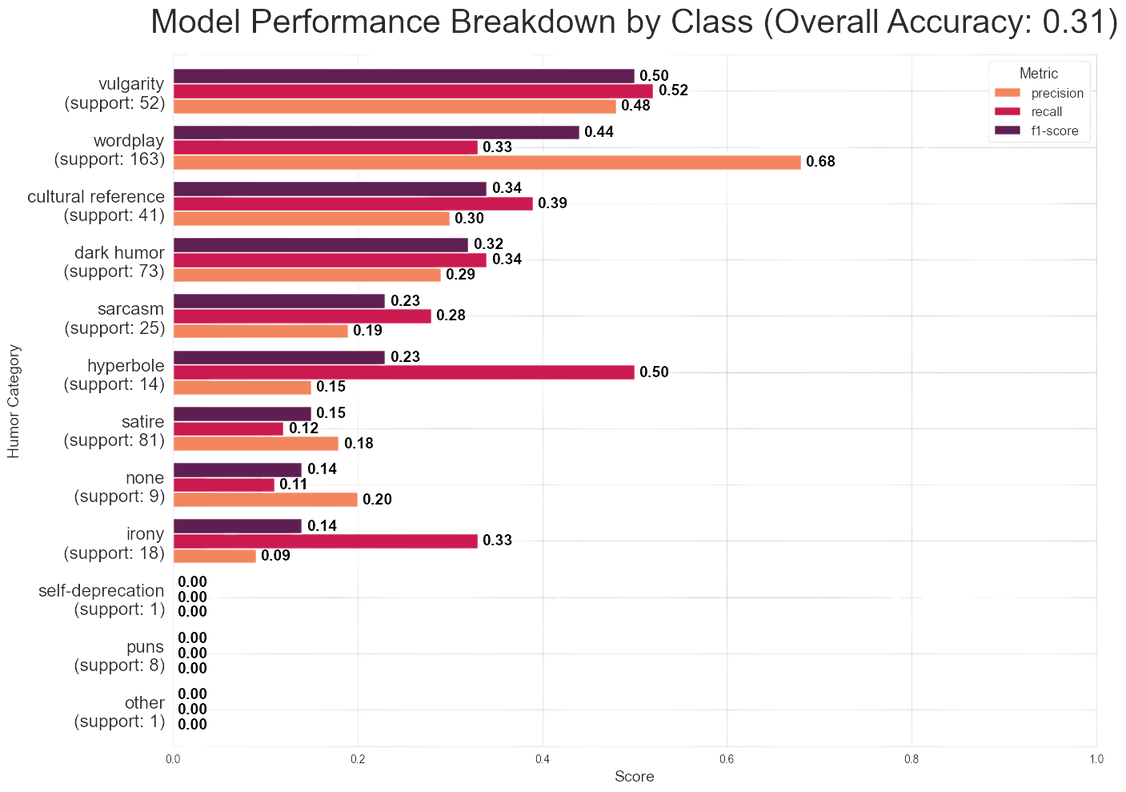 Model Performance Breakdown by Class (Overall Accuracy: 0.31)
Metric
precision
recall
f1-score
Humor Category
vulgarity
(support: 52)
0.50
0.52
0.48
wordplay
(support: 163)
0.44
0.33
0.68
cultural reference
(support: 41)
0.34
0.39
0.30
dark humor
(support: 73)
0.32
0.34
0.29
sarcasm
(support: 25)
0.23
0.28
0.19
hyperbole
(support: 14)
0.23
0.50
0.15
satire
(support: 81)
0.15
0.12
0.18
none
(support: 9)
0.14
0.11
0.20
irony
(support: 18)
0.14
0.33
0.09
self-deprecation
(support: 1)
0.00
0.00
0.00
puns
(support: 8)
0.00
0.00
0.00
other
(support: 1)
0.00
0.00
0.00
0.0 0.2 0.4 0.6 0.8 1.0
Score